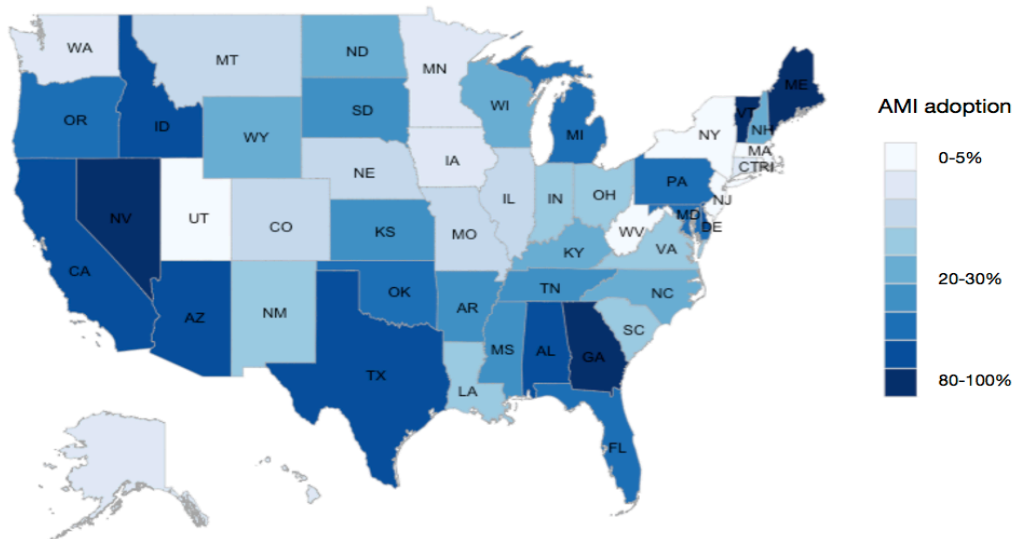 WA
MT
ND
MN
OR
ID
WY
SD
WI
MI
NY
VT
NH
ME
MA
CT
RI
NV
UT
CO
NE
IA
IL
IN
OH
PA
NJ
MD
DE
WV
VA
KY
CA
AZ
NM
KS
MO
OK
AR
TN
NC
SC
TX
LA
MS
AL
GA
FL
AMI adoption
0-5%
20-30%
80-100%